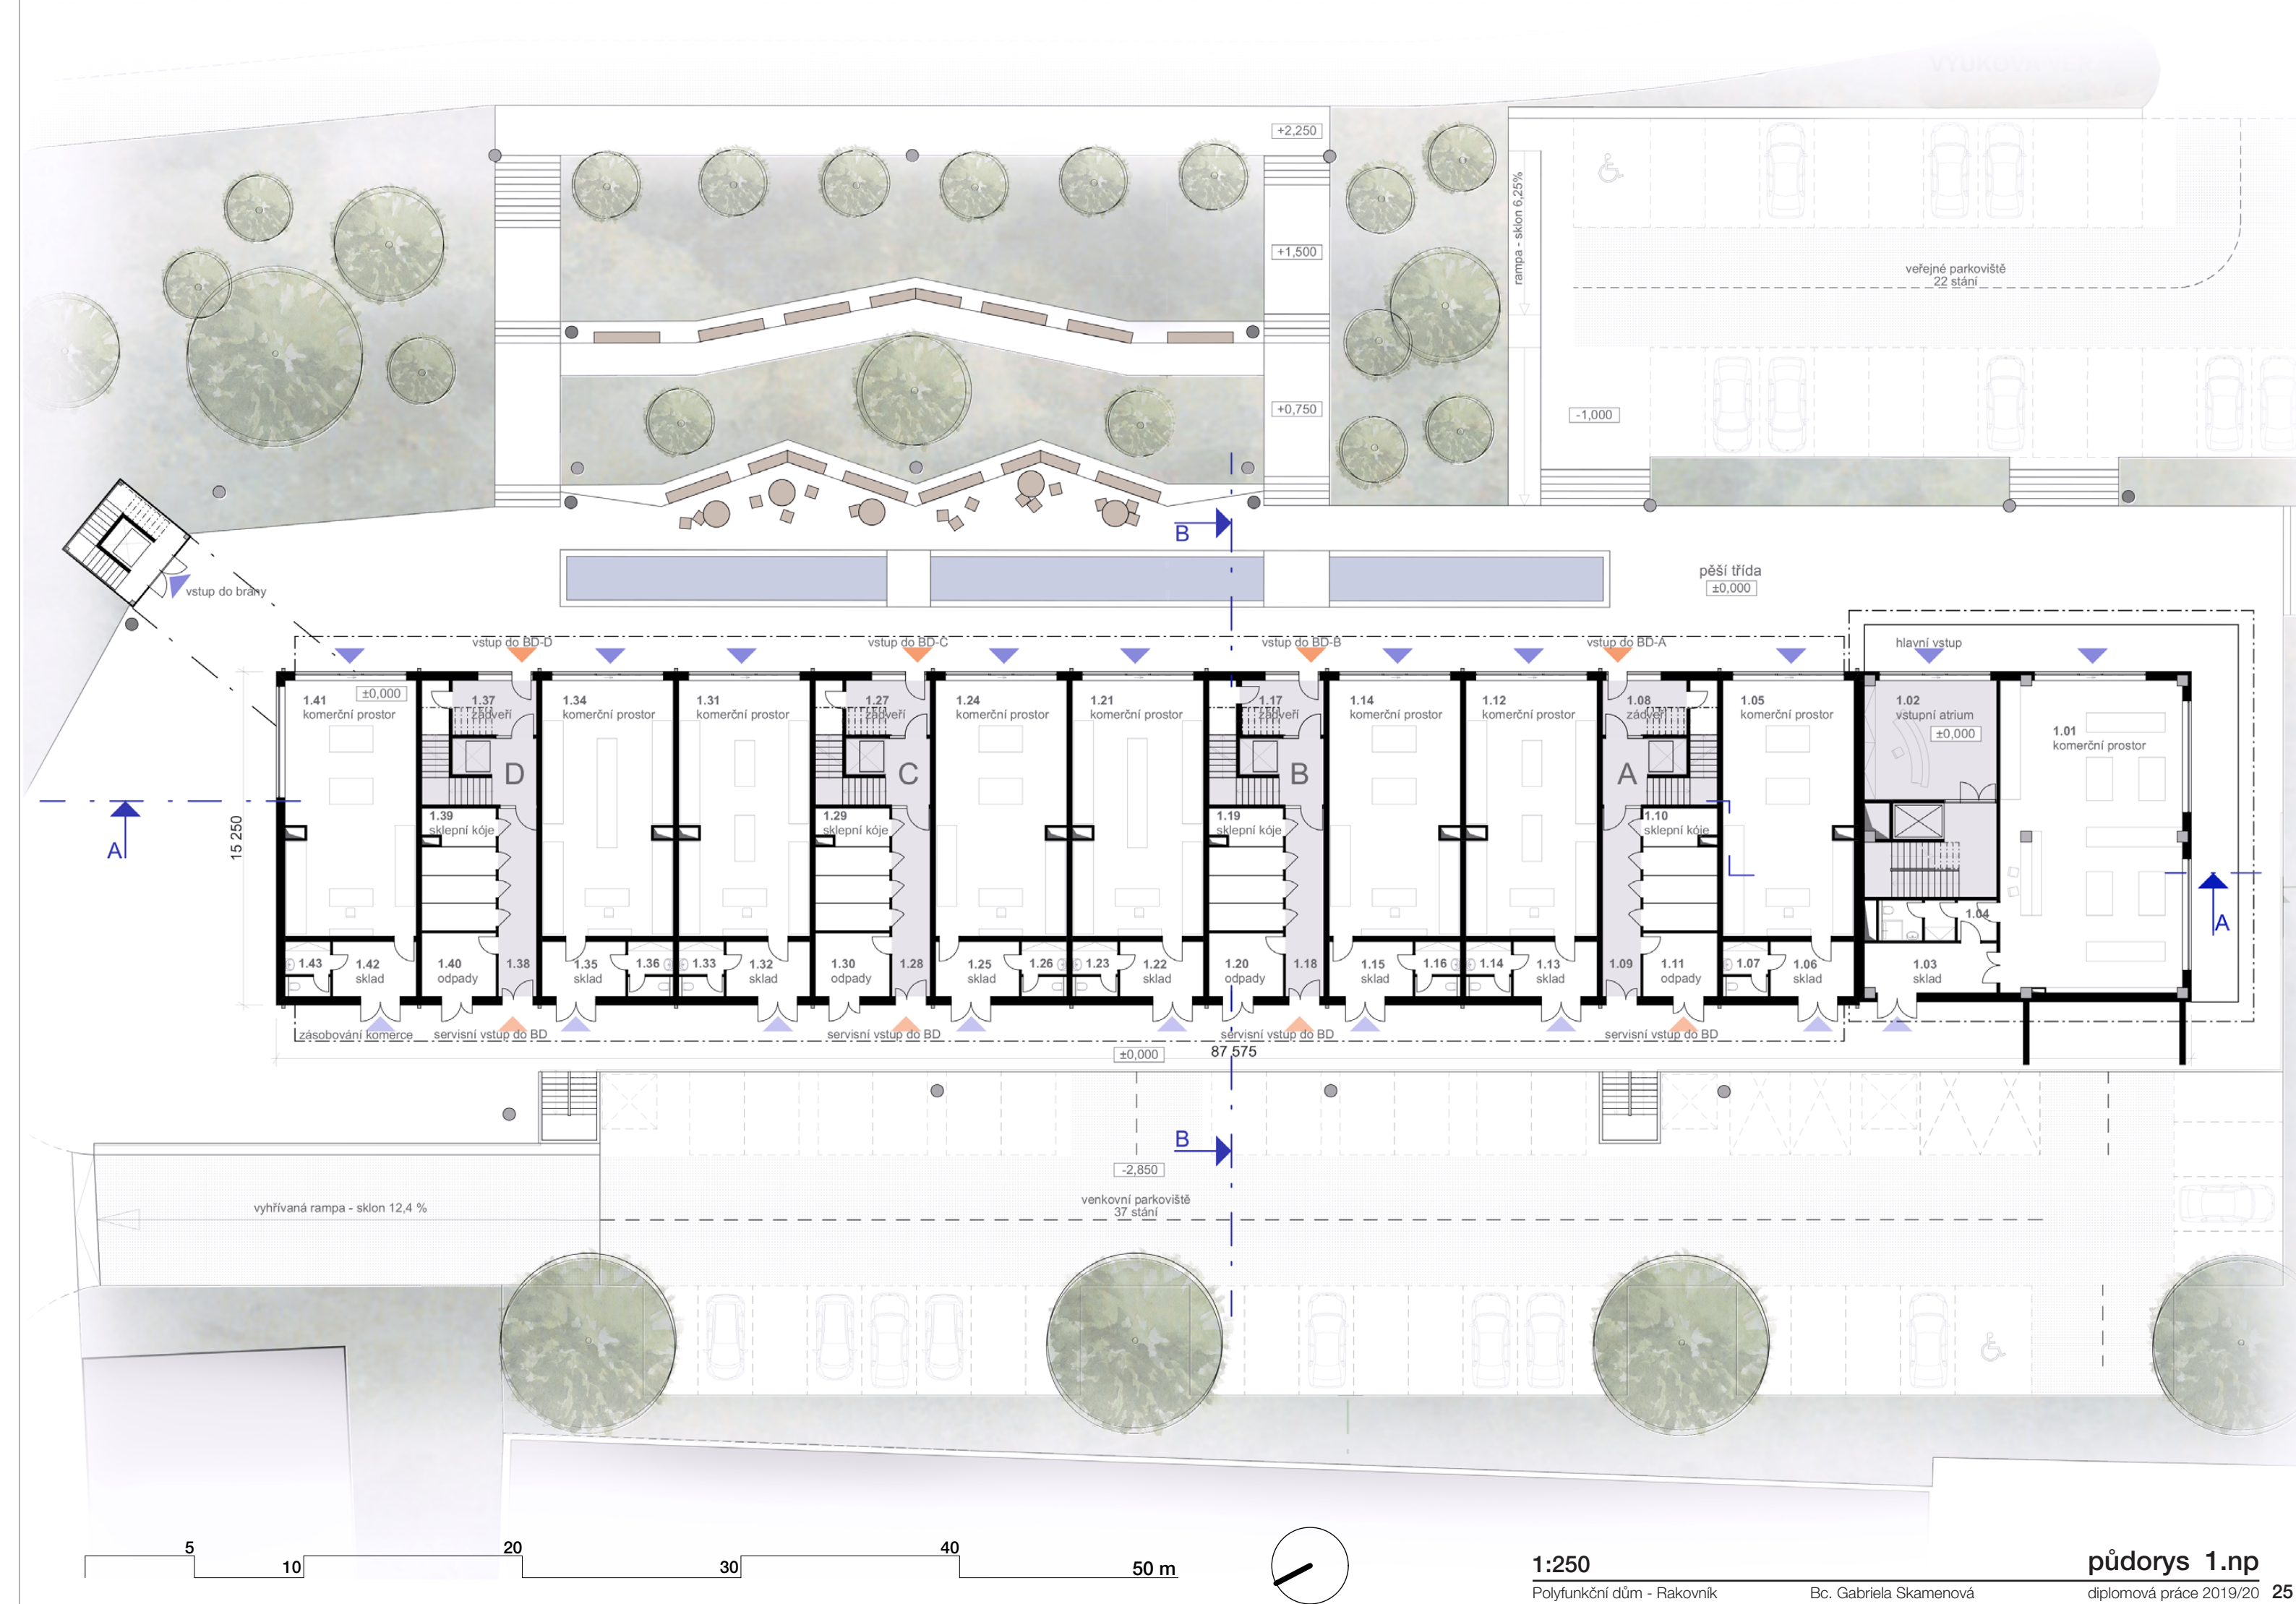 +2,250
+1,500
+0,750
rampa - sklon 6,25%
veřejné parkoviště
22 stání
-1,000
B
pěší třída
±0,000
vstup do brány
vstup do BD-D
vstup do BD-C
vstup do BD-B
vstup do BD-A
hlavní vstup
1.41
±0,000
komerční prostor
1.37
zádveří
1.34
komerční prostor
1.31
komerční prostor
1.27
zádveří
1.24
komerční prostor
1.21
komerční prostor
1.17
zádveří
1.14
komerční prostor
1.12
komerční prostor
1.08
zádveří
1.05
komerční prostor
1.02
vstupní atrium
±0,000
1.01
komerční prostor
D
C
B
A
15 250
A
1.39
sklepní kóje
1.29
sklepní kóje
1.19
sklepní kóje
1.10
sklepní kóje
1.04
A
1.43
1.42
sklad
1.40
odpady
1.38
1.35
sklad
1.36
1.33
1.32
sklad
1.30
odpady
1.28
1.25
sklad
1.26
1.23
1.22
sklad
1.20
odpady
1.18
1.15
sklad
1.16
1.14
1.13
sklad
1.09
1.11
odpady
1.07
1.06
sklad
1.03
sklad
zásobování komerce
servisní vstup do BD
servisní vstup do BD
servisní vstup do BD
servisní vstup do BD
±0,000
87 575
B
-2,850
venkovní parkoviště
37 stání
vyhřívaná rampa - sklon 12,4 %
5
10
20
30
40
50 m
1:250
půdorys 1.np
Polyfunkční dům - Rakovník
Bc. Gabriela Skamenová
diplomová práce 2019/20 25